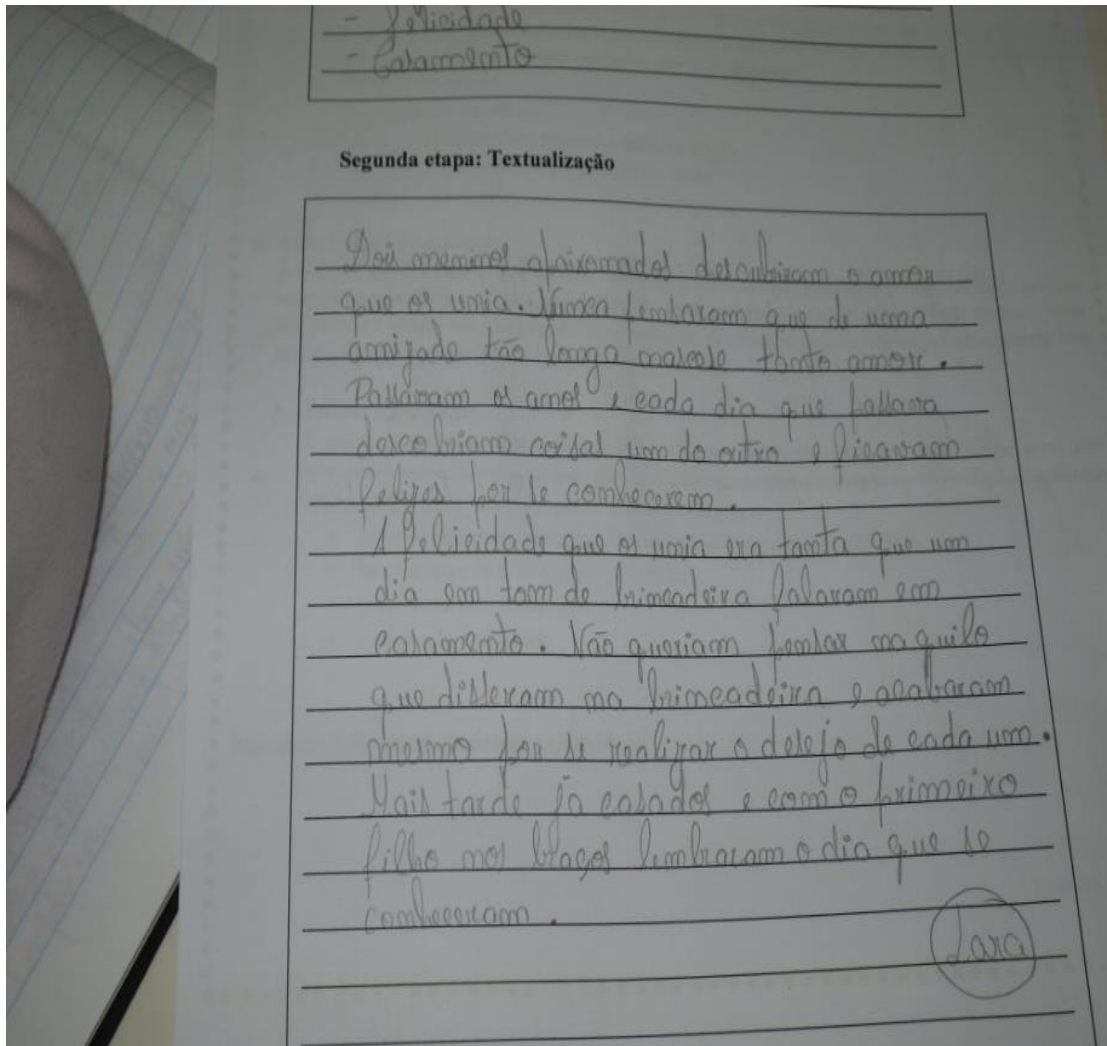 - Felicidade
- Casamento
Segunda etapa: Textualização
Dois meninos apaixonados descubriram o amor
que os unia. Nunca pensaram que de uma
amizade tão longa nascese tanto amor.
Passaram os anos e cada dia que passava
descobriam coisas um do outro e ficavam
felizes por se conhecerem.
A felicidade que os unia era tanta que um
dia em tom de brincadeira falavam em
casamento. Não queriam pensar naquilo
que disseram na brincadeira e acabaram
mesmo por se realizar o desejo de cada um.
Mais tarde já casados e com o primeiro
filho nos braços lembraram o dia que se
conheceram.
Lara